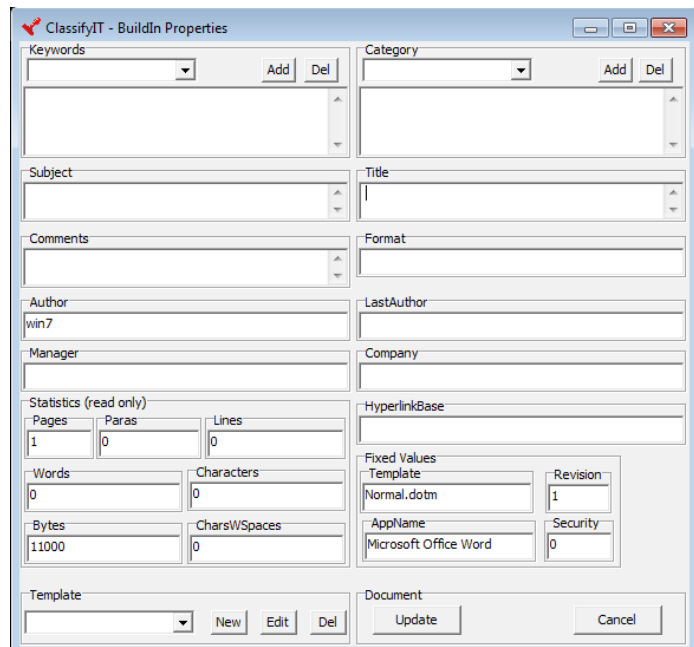 ClassifyIT - BuildIn Properties
Keywords
Add Del
Category
Add Del
Subject
Title
Comments
Format
Author
win7
LastAuthor
Manager
Company
Statistics (read only)
Pages Paras Lines
1 0 0
Words Characters
0 0
Bytes CharsWSpaces
11000 0
HyperlinkBase
Fixed Values
Template Revision
Normal.dotm 1
AppName Security
Microsoft Office Word 0
Template
New Edit Del
Document
Update Cancel